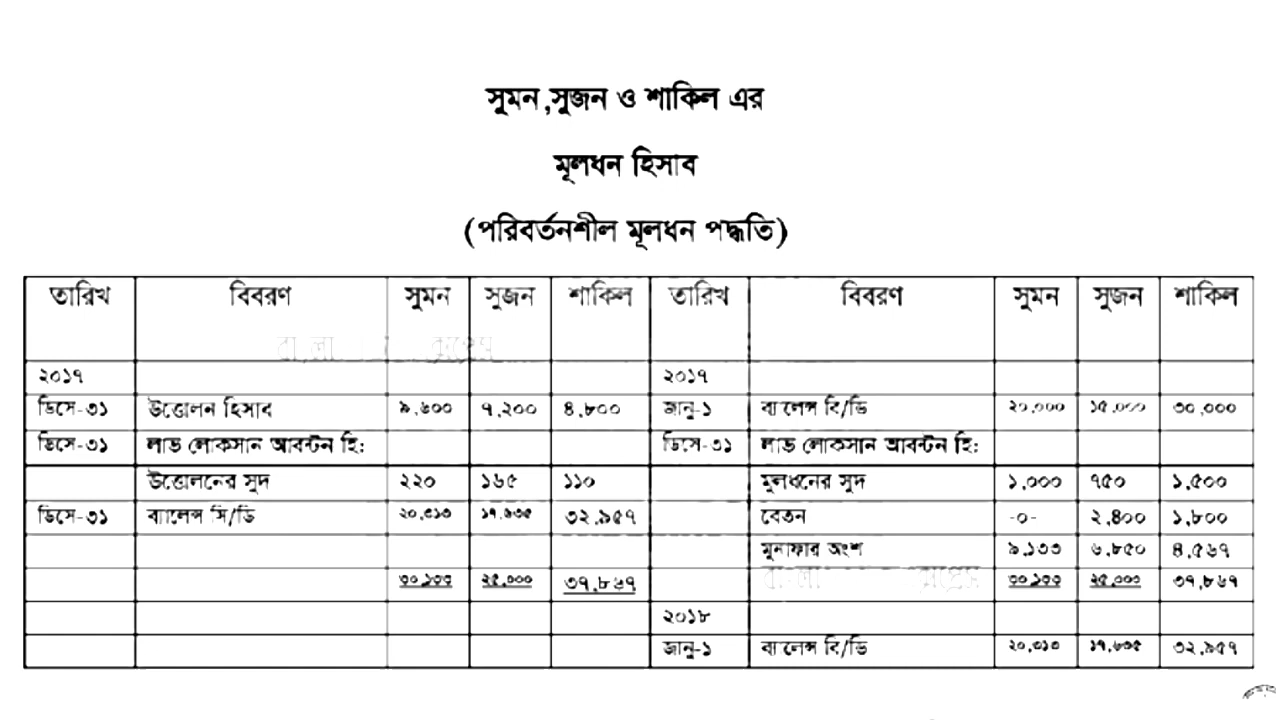 সুমন,সুজন ও শাকিল এর
মূলধন হিসাব
(পরিবর্তনশীল মূলধন পদ্ধতি)
তারিখ বিবরণ সুমন সুজন শাকিল তারিখ বিবরণ সুমন সুজন শাকিল
২০১৭ ২০১৭
ডিসে-৩১ উত্তোলন হিসাব ৯,৬০০ ৭,২০০ ৪,৮০০ জানু-১ ব্যালেন্স বি/ডি ২০,০০০ ১৫,০০০ ৩০,০০০
ডিসে-৩১ লাভ লোকসান আবন্টন হি: ডিসে-৩১ লাভ লোকসান আবন্টন হি:
উত্তোলনের সুদ ২২০ ১৬৫ ১১০ মুলধনের সুদ ১,০০০ ৭৫০ ১,৫০০
ডিসে-৩১ ব্যালেন্স সি/ডি ২০,৩১৩ ১৭,৬৩৫ ৩২,৯৫৭ বেতন -০- ২,৪০০ ১,৮০০
মুনাফার অংশ ৯,১৩৩ ৬,৮৫০ ৪,৫৬৭
৩০,১৩৩ ২৫,০০০ ৩৭,৮৬৭ ৩০,১৩৩ ২৫,০০০ ৩৭,৮৬৭
২০১৮
জানু-১ ব্যালেন্স বি/ডি ২০,৩১৩ ১৭,৬৩৫ ৩২,৯৫৭